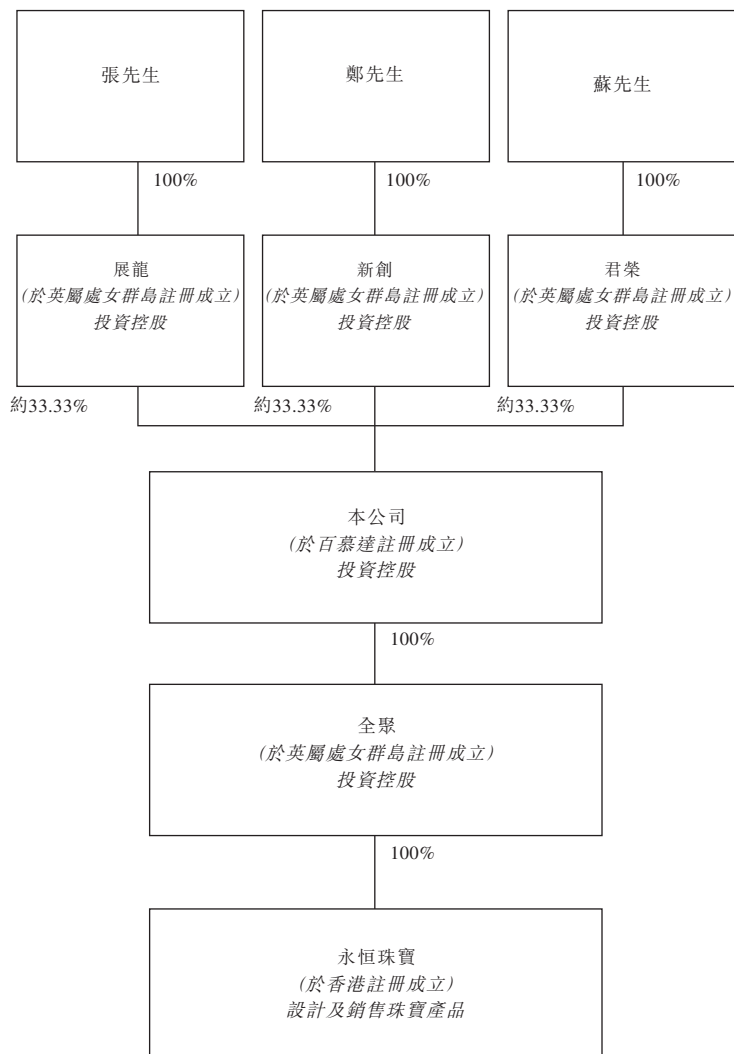 張先生
鄭先生
蘇先生
100%
100%
100%
展龍
(於英屬處女群島註冊成立)
投資控股
新創
(於英屬處女群島註冊成立)
投資控股
君榮
(於英屬處女群島註冊成立)
投資控股
約33.33%
約33.33%
約33.33%
本公司
(於百慕達註冊成立)
投資控股
100%
全聚
(於英屬處女群島註冊成立)
投資控股
100%
永恒珠寶
(於香港註冊成立)
設計及銷售珠寶產品